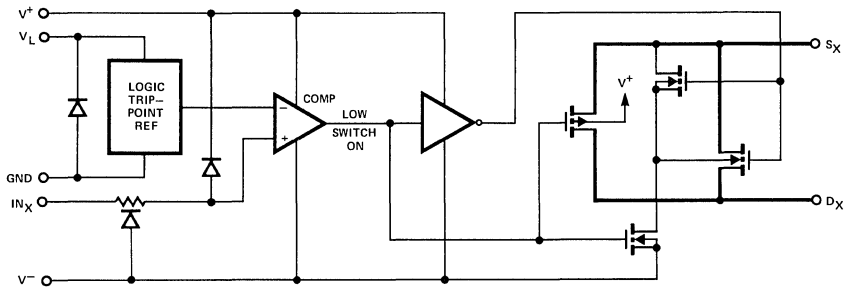 V+
VL
LOGIC
TRIP–
POINT
REF
GND
INX
V–
COMP
–
+
LOW
SWITCH
ON
V+
SX
DX